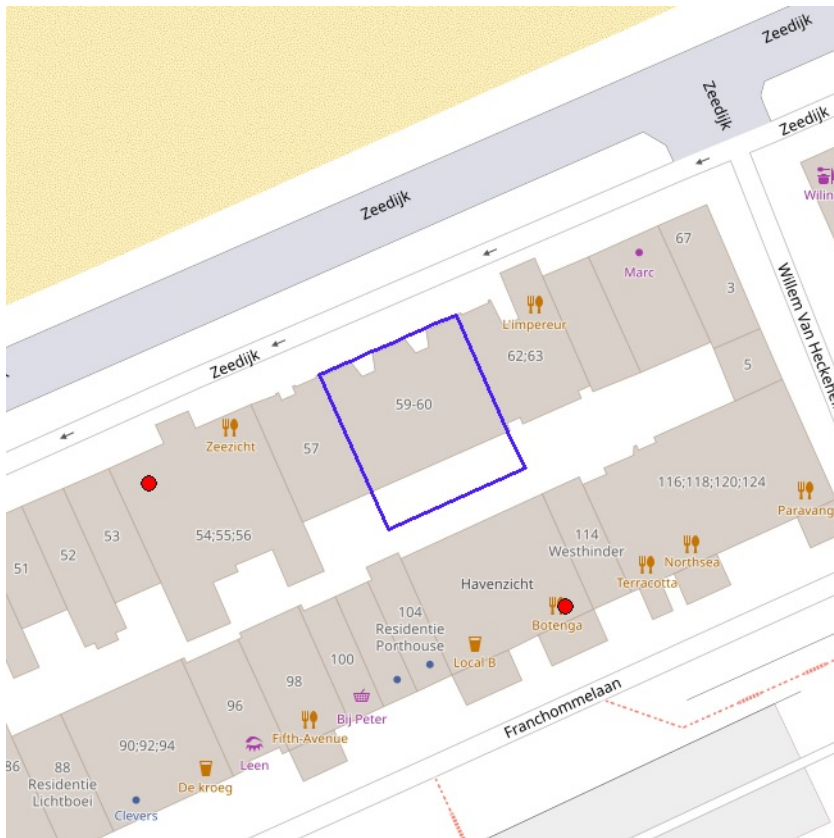 Zeedijk
Zeedijk
Zeedijk
Wilin
Zeedijk
67
Marc
3
Willem Van Heckenel
L'impereur
62;63
5
Zeedijk
59-60
Zeezicht
57
116;118;120;124
Paravang
54;55;56
53
52
51
114
Westhinder
Northsea
Terracotta
Havenzicht
Botenga
104
Residentie
Porthouse
Local B
100
98
Bij Peter
96
Fifth-Avenue
Franchommelaan
90;92;94
Leen
De kroeg
86
88
Residentie
Lichtboei
Clevers